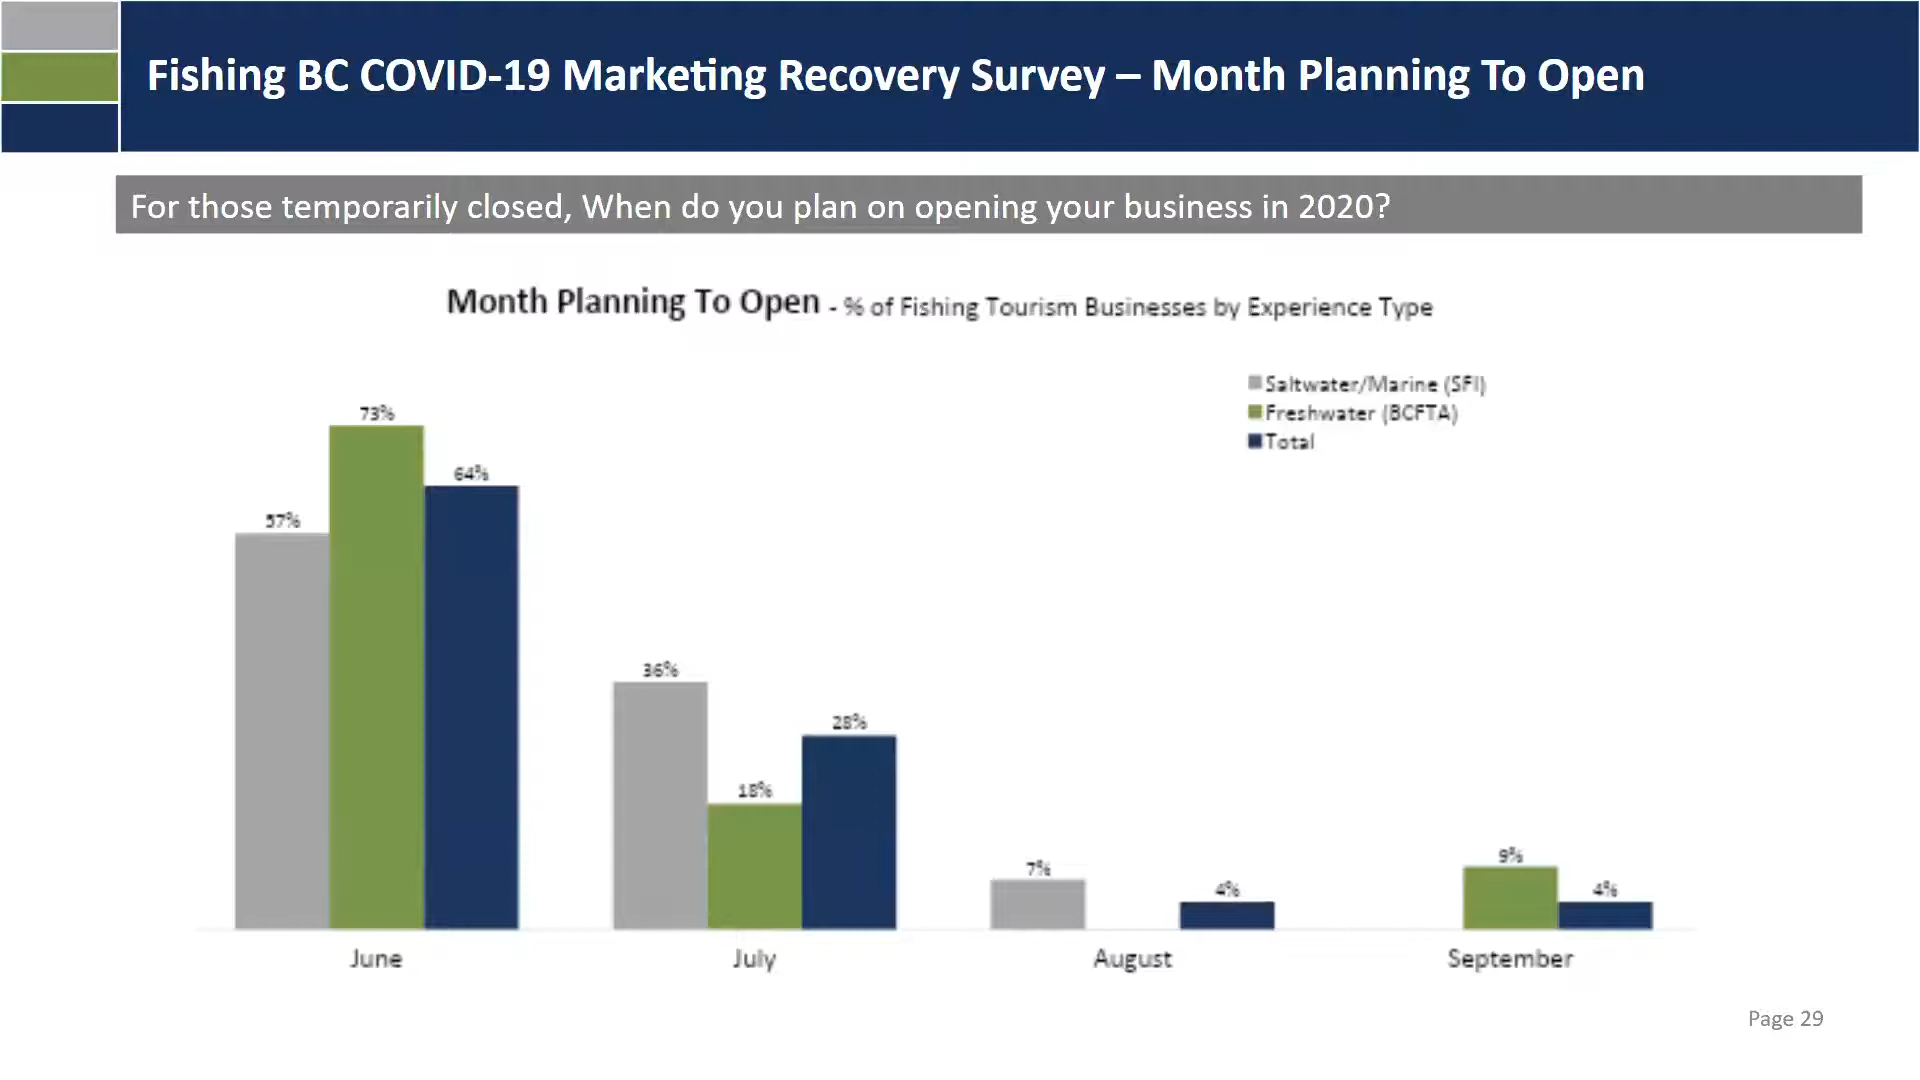 Fishing BC COVID-19 Marketing Recovery Survey – Month Planning To Open
For those temporarily closed, When do you plan on opening your business in 2020?
Month Planning To Open - % of Fishing Tourism Businesses by Experience Type
Saltwater/Marine (SFI)
Freshwater (BCFTA)
Total
73%
64%
57%
36%
28%
18%
7%
4%
9%
4%
June July August September
Page 29